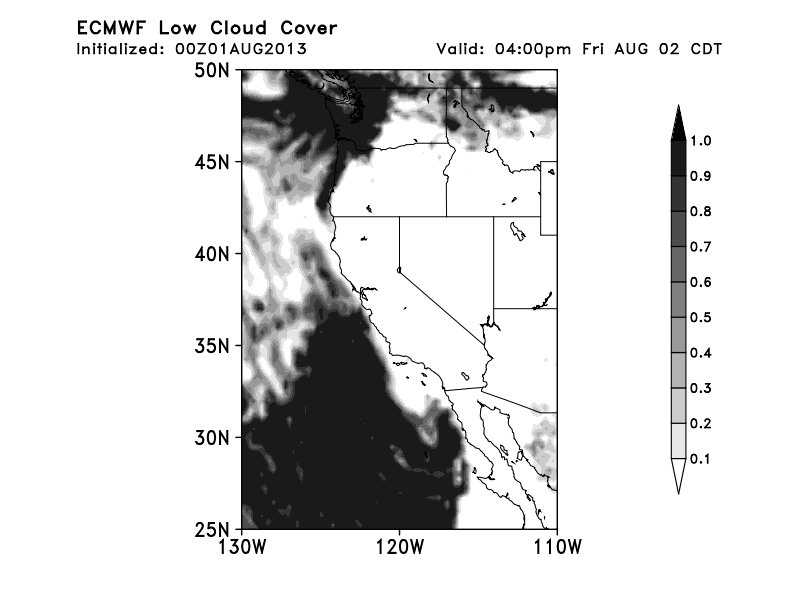 ECMWF Low Cloud Cover
Initialized: 00Z01AUG2013
Valid: 04:00pm Fri AUG 02 CDT
50N
45N
40N
35N
30N
25N
130W
120W
110W
1.0
0.9
0.8
0.7
0.6
0.5
0.4
0.3
0.2
0.1